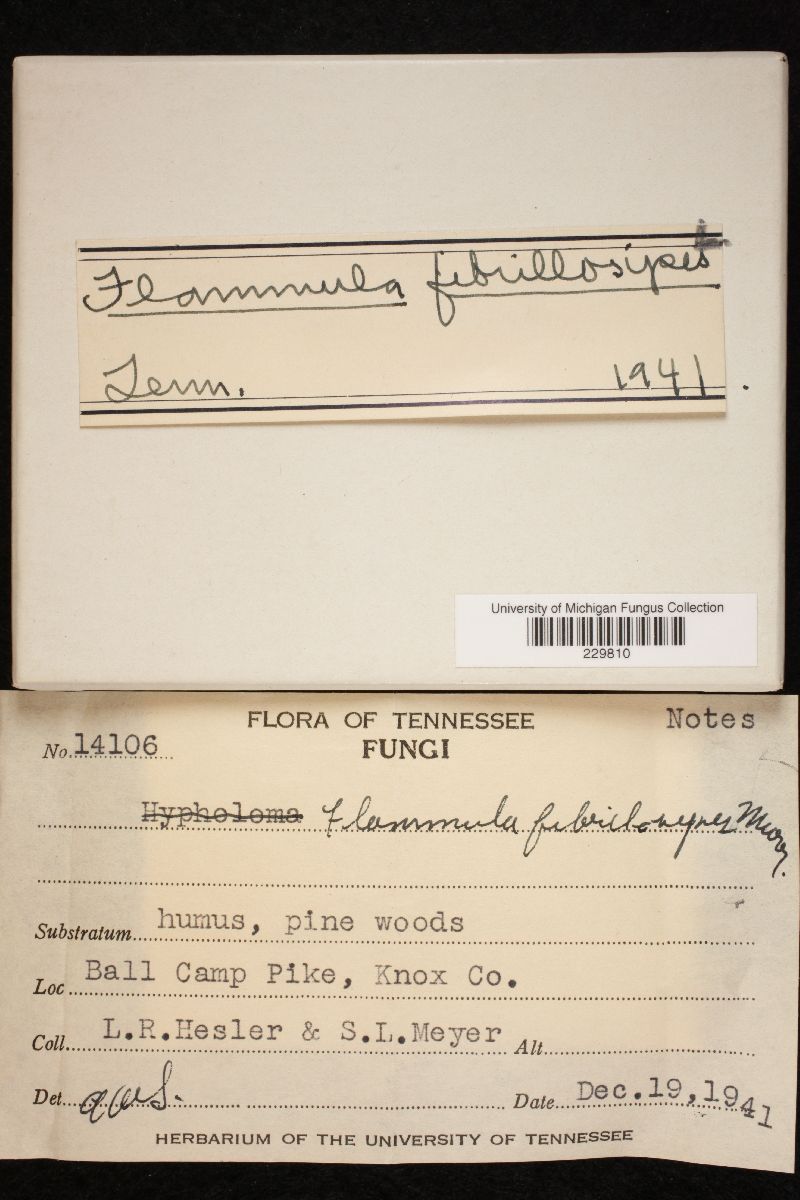 Flammula fibrillosipes
Tenn. 1941.
University of Michigan Fungus Collection
229810
FLORA OF TENNESSEE Notes
No. 14106 FUNGI
Hypholoma Flammula fibrillosipes Murr.
Substratum humus, pine woods
Loc Ball Camp Pike, Knox Co.
Coll. L.R.Hesler & S.L.Meyer Alt.
Det. Date Dec.19,1941
HERBARIUM OF THE UNIVERSITY OF TENNESSEE